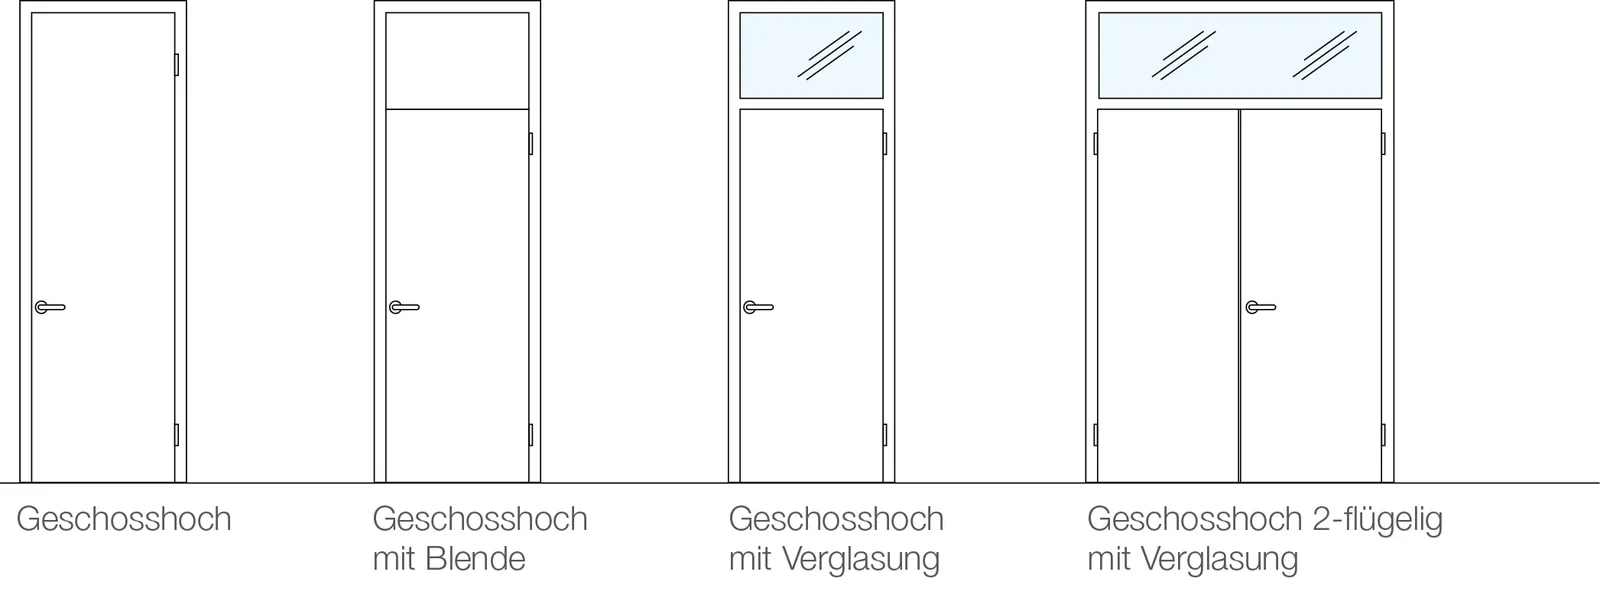 Geschosshoch
Geschosshoch
mit Blende
Geschosshoch
mit Verglasung
Geschosshoch 2-flügelig
mit Verglasung